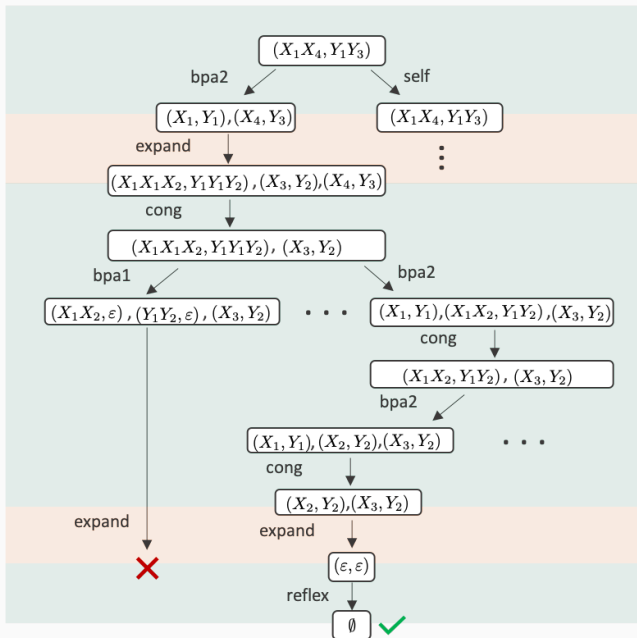 (X₁X₄, Y₁Y₃)
bpa2 self
(X₁, Y₁),(X₄, Y₃) (X₁X₄, Y₁Y₃)
expand ⋮
(X₁X₁X₂, Y₁Y₁Y₂) ,(X₃, Y₂),(X₄, Y₃)
cong
(X₁X₁X₂, Y₁Y₁Y₂), (X₃, Y₂)
bpa1 bpa2
(X₁X₂, ε) , (Y₁Y₂, ε) , (X₃, Y₂) · · · (X₁, Y₁),(X₁X₂, Y₁Y₂) ,(X₃, Y₂)
cong
(X₁X₂, Y₁Y₂) , (X₃, Y₂)
bpa2
(X₁, Y₁),(X₂, Y₂),(X₃, Y₂) · · ·
cong
(X₂, Y₂),(X₃, Y₂)
expand expand
(ε, ε)
reflex
∅